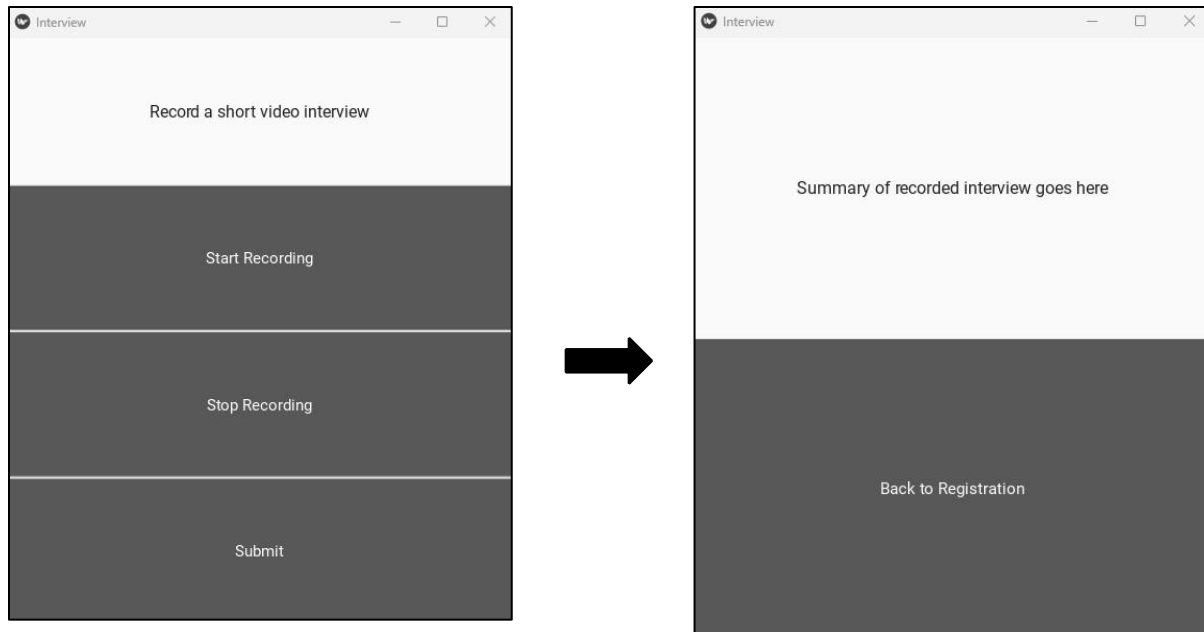 Interview
Record a short video interview
Start Recording
Stop Recording
Submit
Interview
Summary of recorded interview goes here
Back to Registration